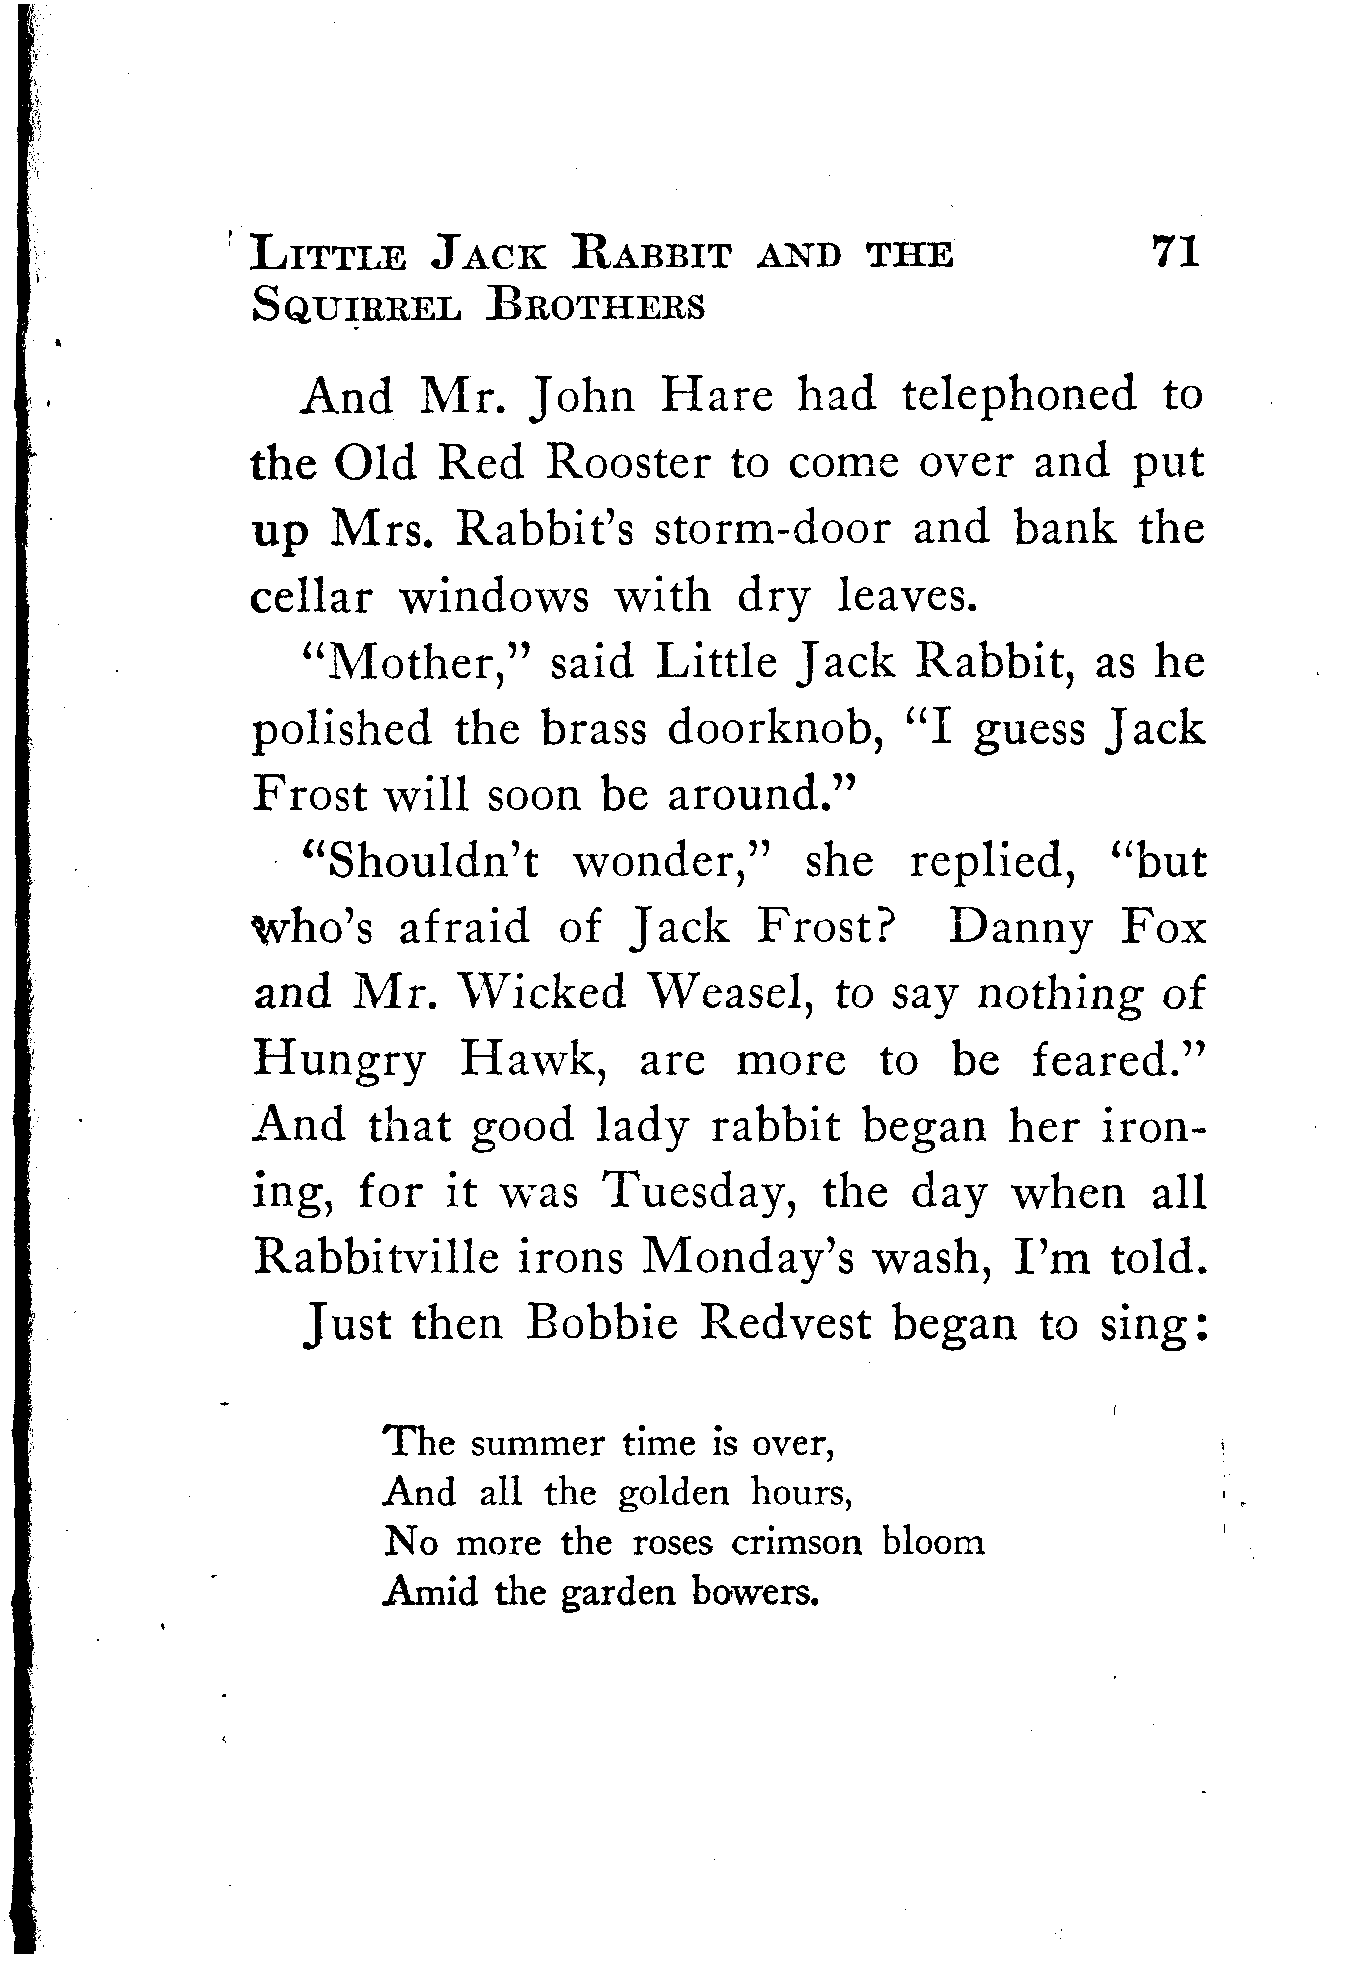 LITTLE JACK RABBIT AND THE 71
SQUIRREL BROTHERS
And Mr. John Hare had telephoned to
the Old Red Rooster to come over and put
up Mrs. Rabbit's storm-door and bank the
cellar windows with dry leaves.
“Mother,” said Little Jack Rabbit, as he
polished the brass doorknob, “I guess Jack
Frost will soon be around.”
“Shouldn't wonder,” she replied, “but
who's afraid of Jack Frost? Danny Fox
and Mr. Wicked Weasel, to say nothing of
Hungry Hawk, are more to be feared.”
And that good lady rabbit began her iron-
ing, for it was Tuesday, the day when all
Rabbitville irons Monday's wash, I'm told.
Just then Bobbie Redvest began to sing:
The summer time is over,
And all the golden hours,
No more the roses crimson bloom
Amid the garden bowers.